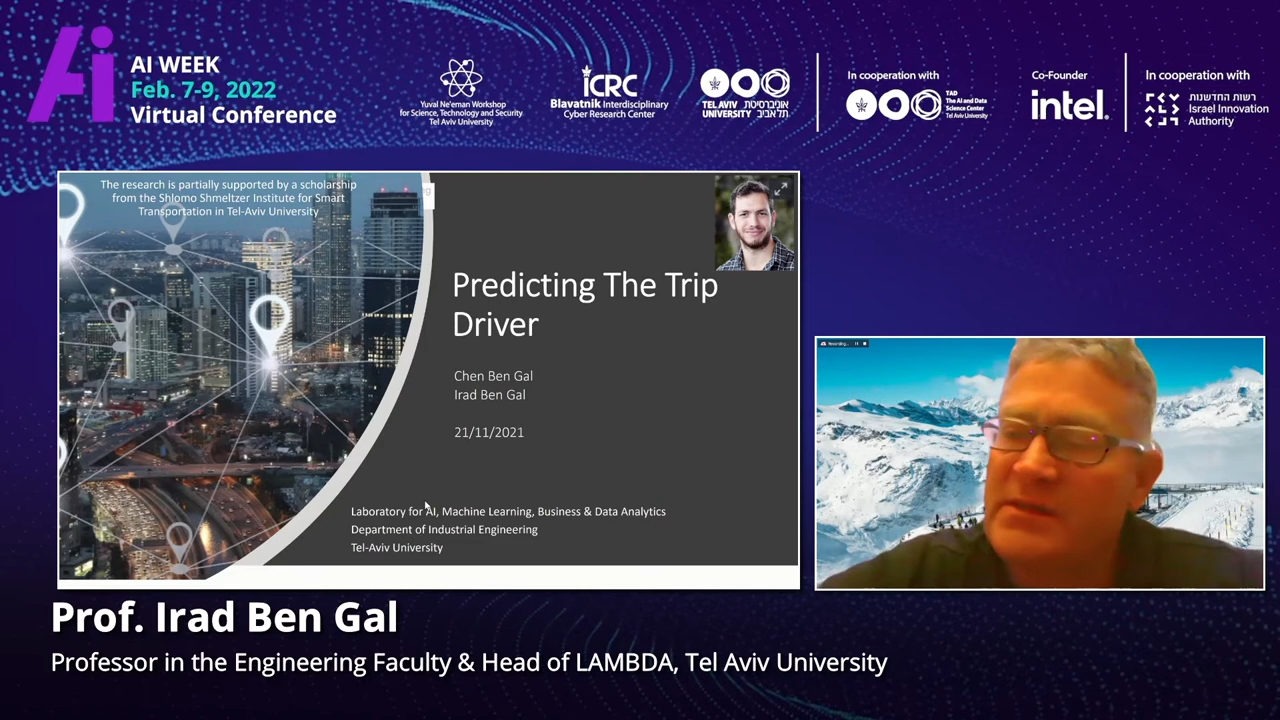 Ai
AI WEEK
Feb. 7-9, 2022
Virtual Conference
Yuval Ne'eman Workshop
for Science, Technology and Security
Tel Aviv University
iCRC
Blavatnik Interdisciplinary
Cyber Research Center
TEL AVIV אוניברסיטת
UNIVERSITY תל אביב
In cooperation with
TAD
The AI and Data
Science Center
Tel Aviv University
Co-Founder
intel.
In cooperation with
רשות החדשנות
Israel Innovation
Authority
The research is partially supported by a scholarship
from the Shlomo Shmeltzer Institute for Smart
Transportation in Tel-Aviv University
Predicting The Trip
Driver
Chen Ben Gal
Irad Ben Gal
21/11/2021
Laboratory for AI, Machine Learning, Business & Data Analytics
Department of Industrial Engineering
Tel-Aviv University
Recording...
Prof. Irad Ben Gal
Professor in the Engineering Faculty & Head of LAMBDA, Tel Aviv University